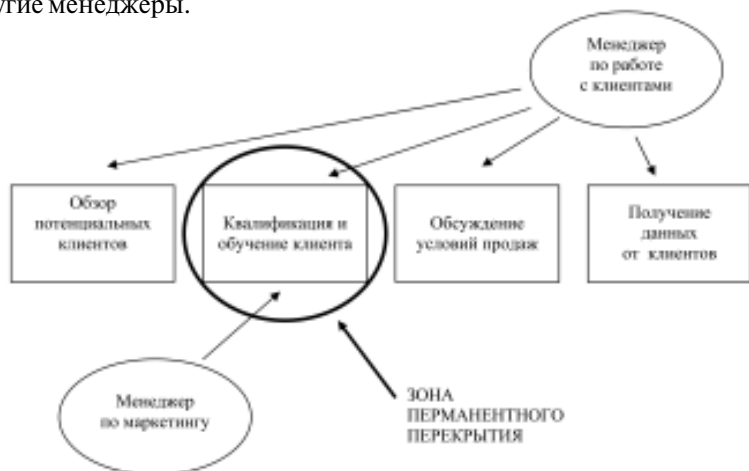 угие менеджеры.
Менеджер
по работе
с клиентами
Обзор
потенциальных
клиентов
Квалификация и
обучение клиента
Обсуждение
условий продаж
Получение
данных
от клиентов
Менеджер
по маркетингу
ЗОНА
ПЕРМАНЕНТНОГО
ПЕРЕКРЫТИЯ